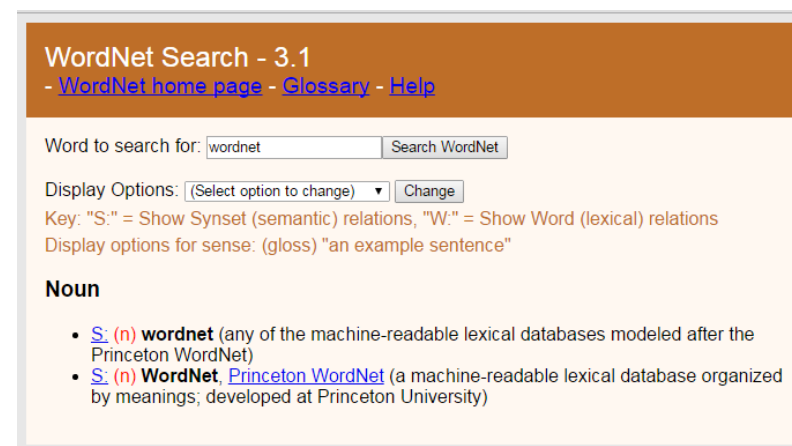 WordNet Search - 3.1
- WordNet home page - Glossary - Help
Word to search for: wordnet Search WordNet
Display Options: (Select option to change) Change
Key: "S:" = Show Synset (semantic) relations, "W:" = Show Word (lexical) relations
Display options for sense: (gloss) "an example sentence"
Noun
• S: (n) wordnet (any of the machine-readable lexical databases modeled after the
Princeton WordNet)
• S: (n) WordNet, Princeton WordNet (a machine-readable lexical database organized
by meanings; developed at Princeton University)